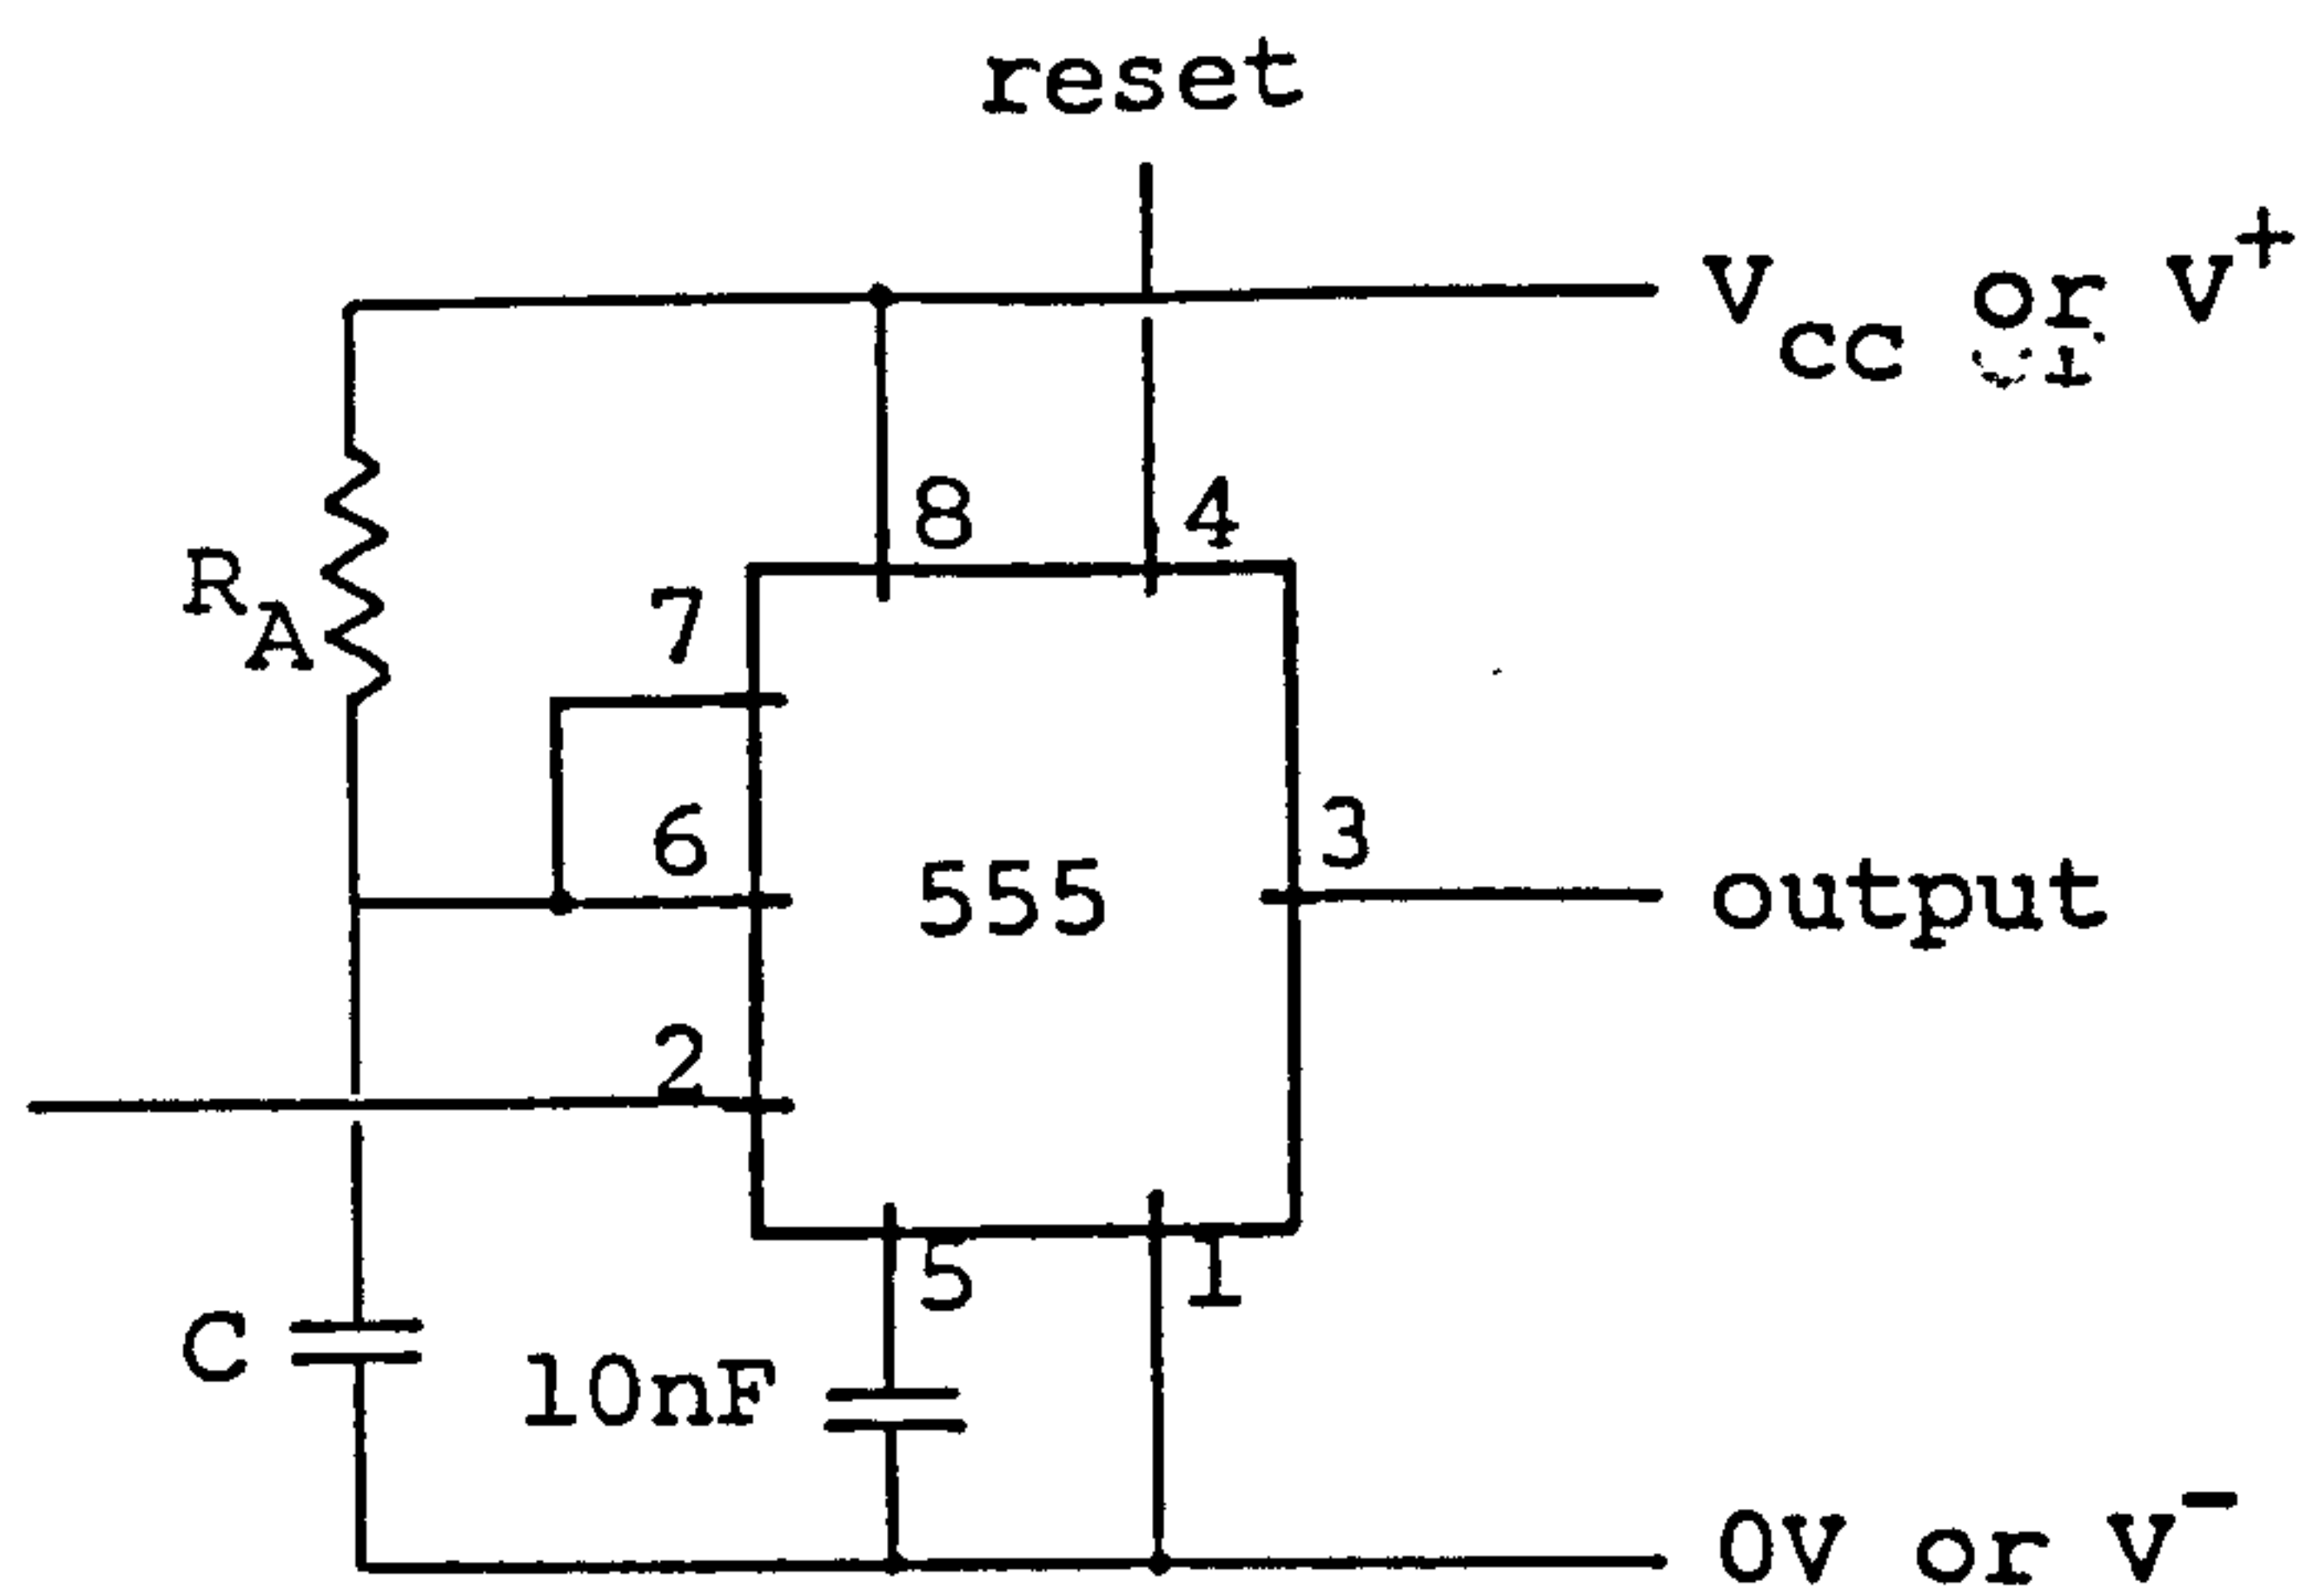 reset
Vcc or V+
8 4
RA 7
6 3
555 output
2
5 1
C 10nF
0V or V-